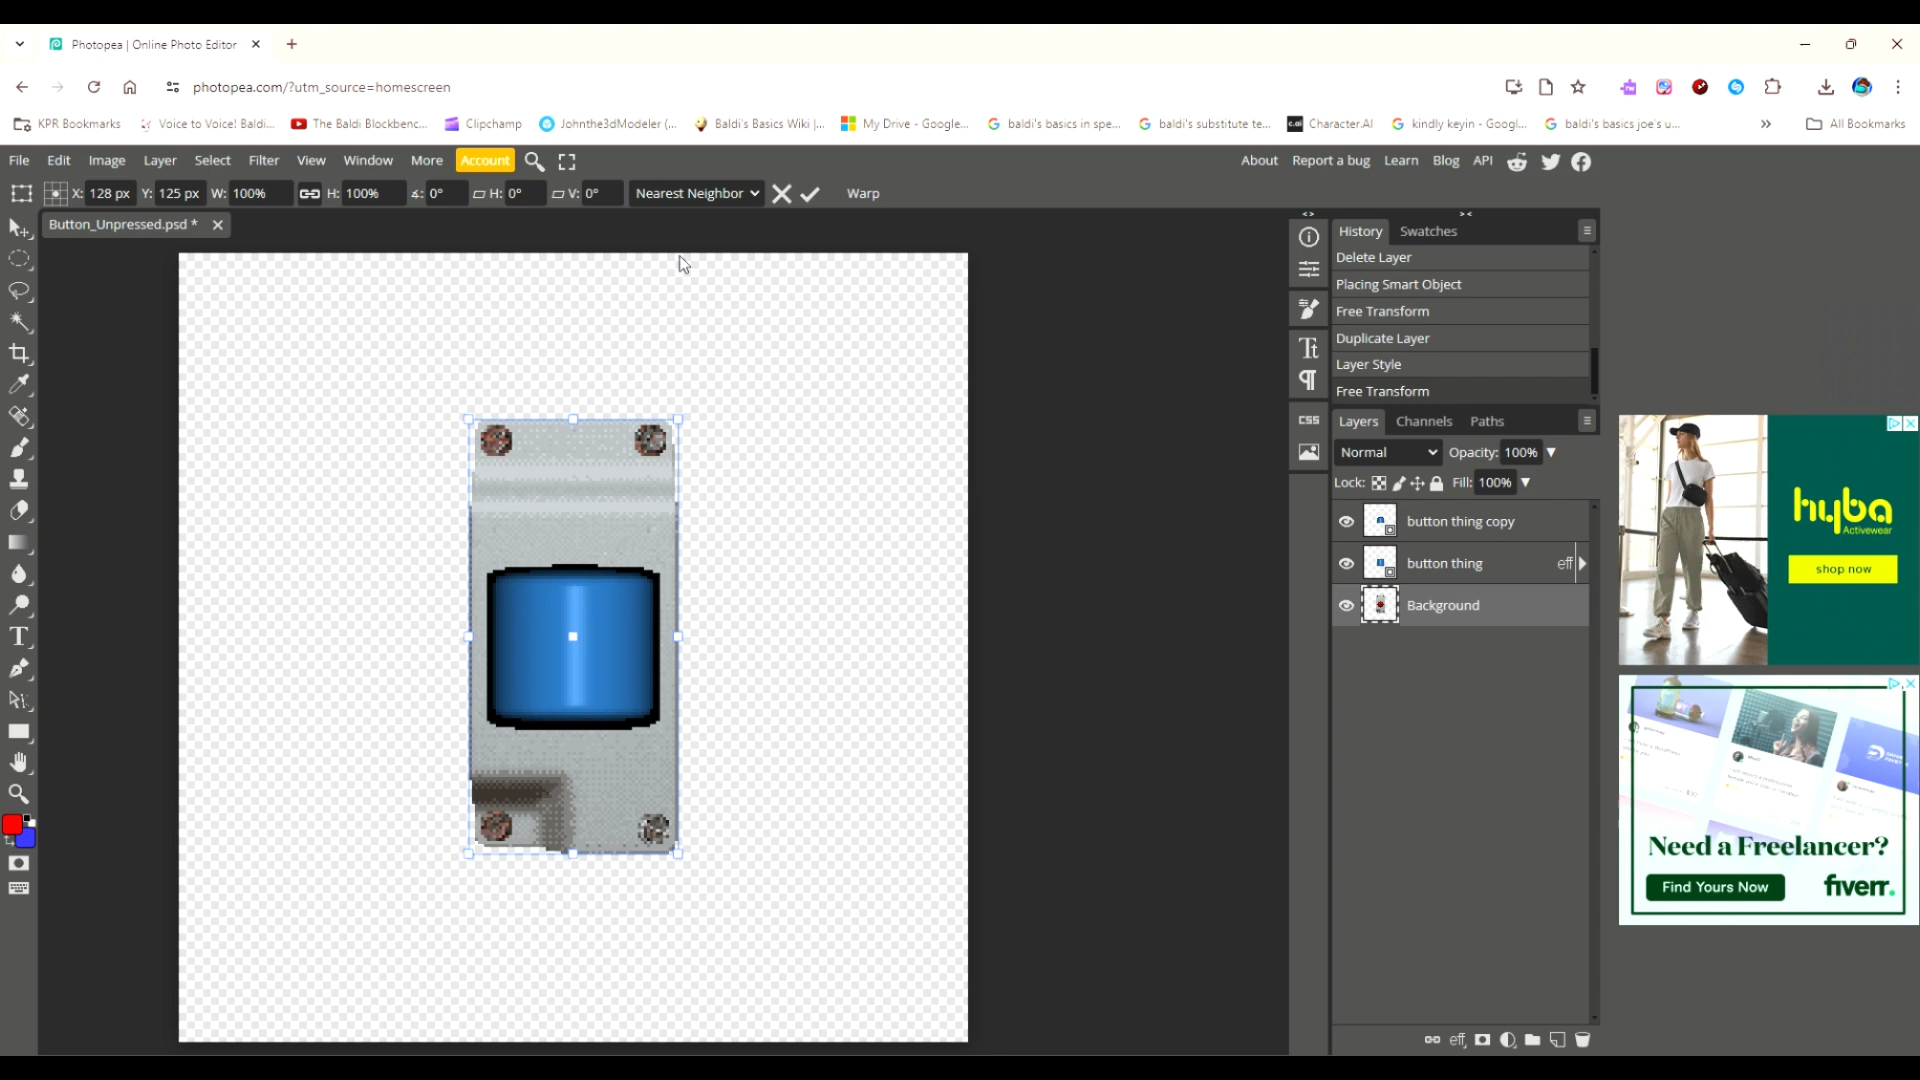 Photopea | Online Photo Editor
photopea.com/?utm_source=homescreen
KPR Bookmarks Voice to Voice! Baldi... The Baldi Blockbenc... Clipchamp Johnthe3dModeler (... Baldi's Basics Wiki |... My Drive - Google... baldi's basics in spe... baldi's substitute te... Character.AI kindly keyin - Googl... baldi's basics joe's u... » All Bookmarks
File Edit Image Layer Select Filter View Window More Account About Report a bug Learn Blog API
X: 128 px Y: 125 px W: 100% H: 100% ∡: 0° H: 0° V: 0° Nearest Neighbor Warp
Button_Unpressed.psd *
History Swatches
Delete Layer
Placing Smart Object
Free Transform
Duplicate Layer
Layer Style
Free Transform
CSS
Layers Channels Paths
Normal Opacity: 100%
Lock: Fill: 100%
button thing copy
button thing eff
Background
eff
hyba
Activewear
shop now
Need a Freelancer?
Find Yours Now fiverr.